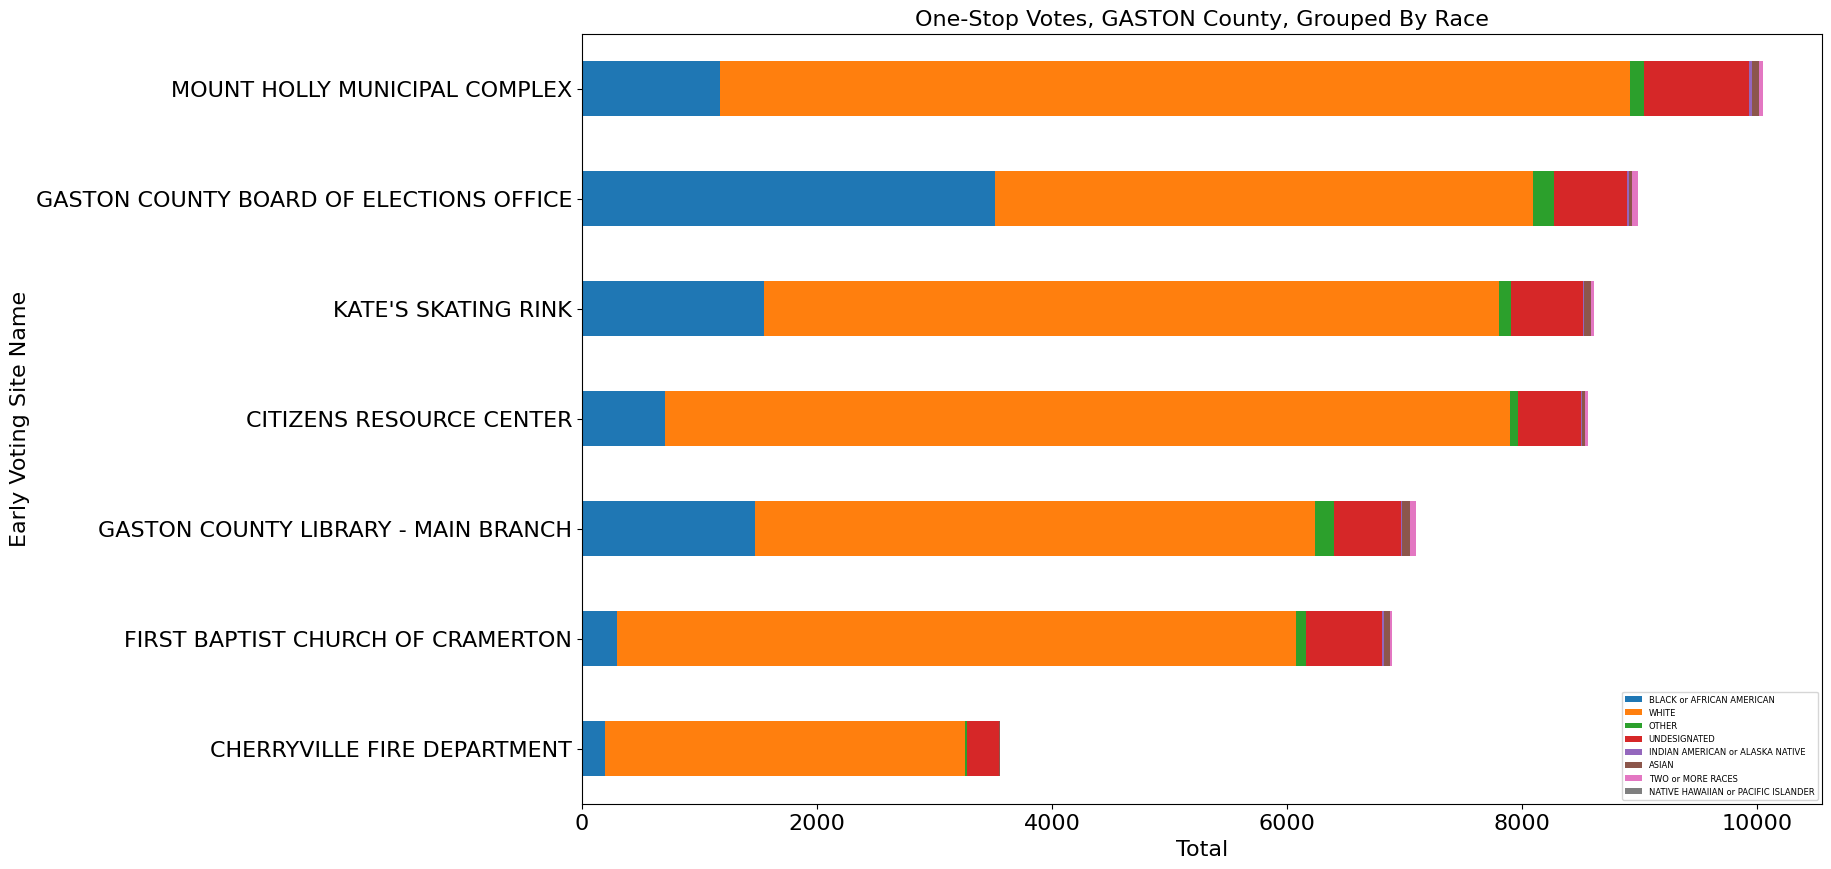 One-Stop Votes, GASTON County, Grouped By Race
Early Voting Site Name
MOUNT HOLLY MUNICIPAL COMPLEX
GASTON COUNTY BOARD OF ELECTIONS OFFICE
KATE'S SKATING RINK
CITIZENS RESOURCE CENTER
GASTON COUNTY LIBRARY - MAIN BRANCH
FIRST BAPTIST CHURCH OF CRAMERTON
CHERRYVILLE FIRE DEPARTMENT
BLACK or AFRICAN AMERICAN
WHITE
OTHER
UNDESIGNATED
INDIAN AMERICAN or ALASKA NATIVE
ASIAN
TWO or MORE RACES
NATIVE HAWAIIAN or PACIFIC ISLANDER
0 2000 4000 6000 8000 10000
Total